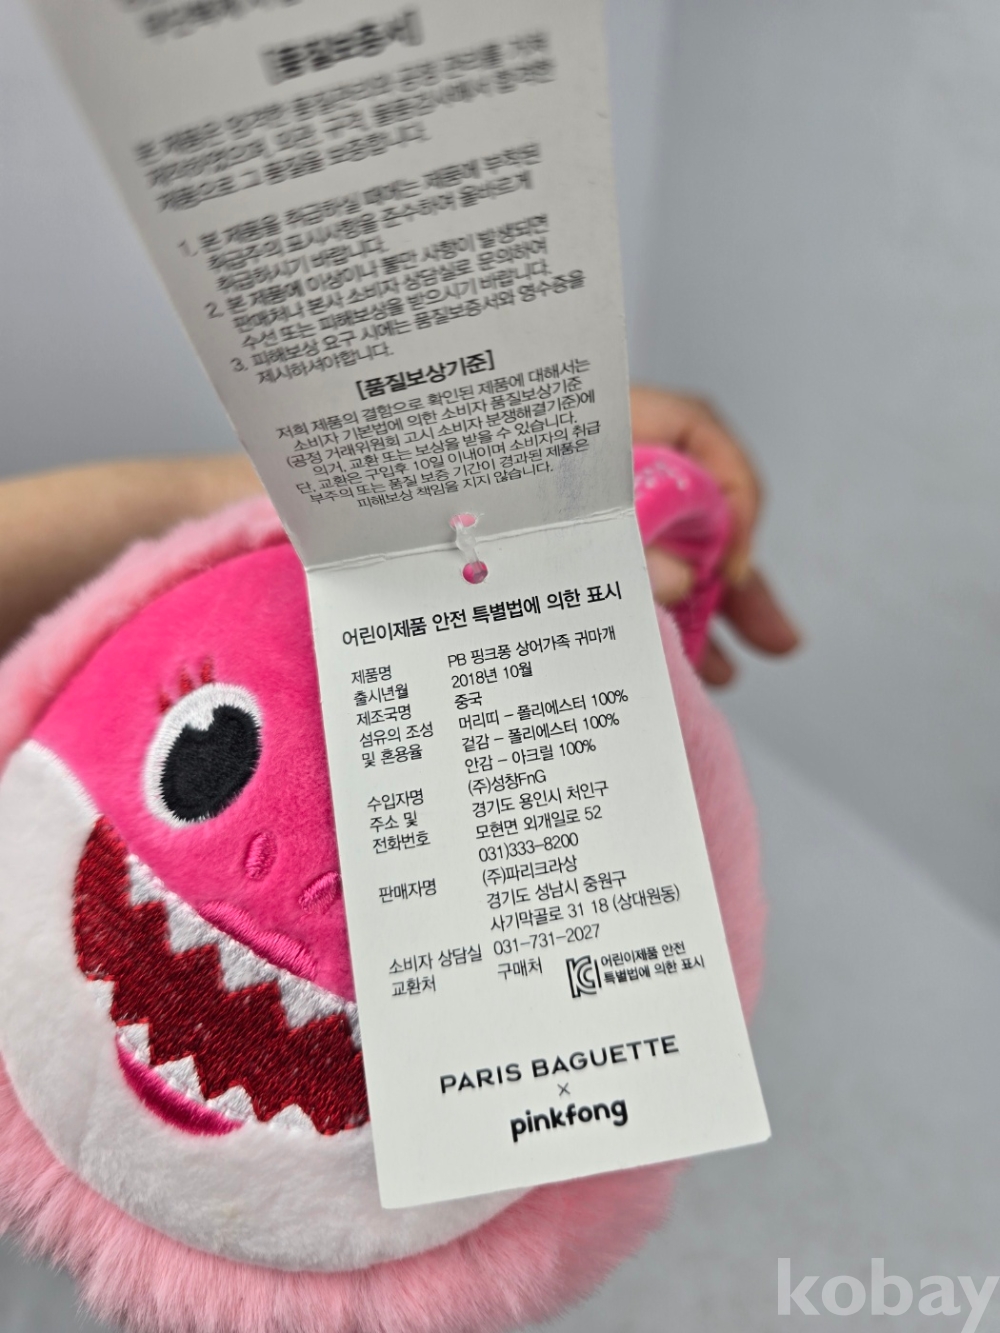 [품질보증서]
본 제품은 엄격한 품질관리와 공정 관리를 거쳐
제작하였으며, 모든 규격, 품질검사에서 합격한
제품으로 그 품질을 보증합니다.
1. 본 제품을 취급하실 때에는 제품에 부착된
취급주의 표시사항을 준수하여 올바르게
취급하시기 바랍니다.
2. 본 제품에 이상이나 불만 사항이 발생되면
판매처나 본사 소비자 상담실로 문의하여
수선 또는 피해보상을 받으시기 바랍니다.
3. 피해보상 요구 시에는 품질보증서와 영수증을
제시하셔야합니다.
[품질보상기준]
저희 제품의 결함으로 확인된 제품에 대해서는
소비자 기본법에 의한 소비자 품질보상기준
(공정 거래위원회 고시 소비자 분쟁해결기준)에
의거, 교환 또는 보상을 받을 수 있습니다.
단, 교환은 구입후 10일 이내이며 소비자의 취급
부주의 또는 품질 보증 기간이 경과된 제품은
피해보상 책임을 지지 않습니다.
어린이제품 안전 특별법에 의한 표시
제품명 PB 핑크퐁 상어가족 귀마개
출시년월 2018년 10월
제조국명 중국
섬유의 조성 머리띠 - 폴리에스터 100%
및 혼용율 겉감 - 폴리에스터 100%
안감 - 아크릴 100%
수입자명 (주)성창FnG
주소 및 경기도 용인시 처인구
전화번호 모현면 외개일로 52
031)333-8200
판매자명 (주)파리크라상
경기도 성남시 중원구
사기막골로 31 18 (상대원동)
소비자 상담실 031-731-2027
교환처 구매처
어린이제품 안전
특별법에 의한 표시
PARIS BAGUETTE
×
pinkfong
kobay